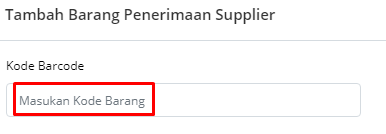 Tambah Barang Penerimaan Supplier
Kode Barcode
Masukan Kode Barang